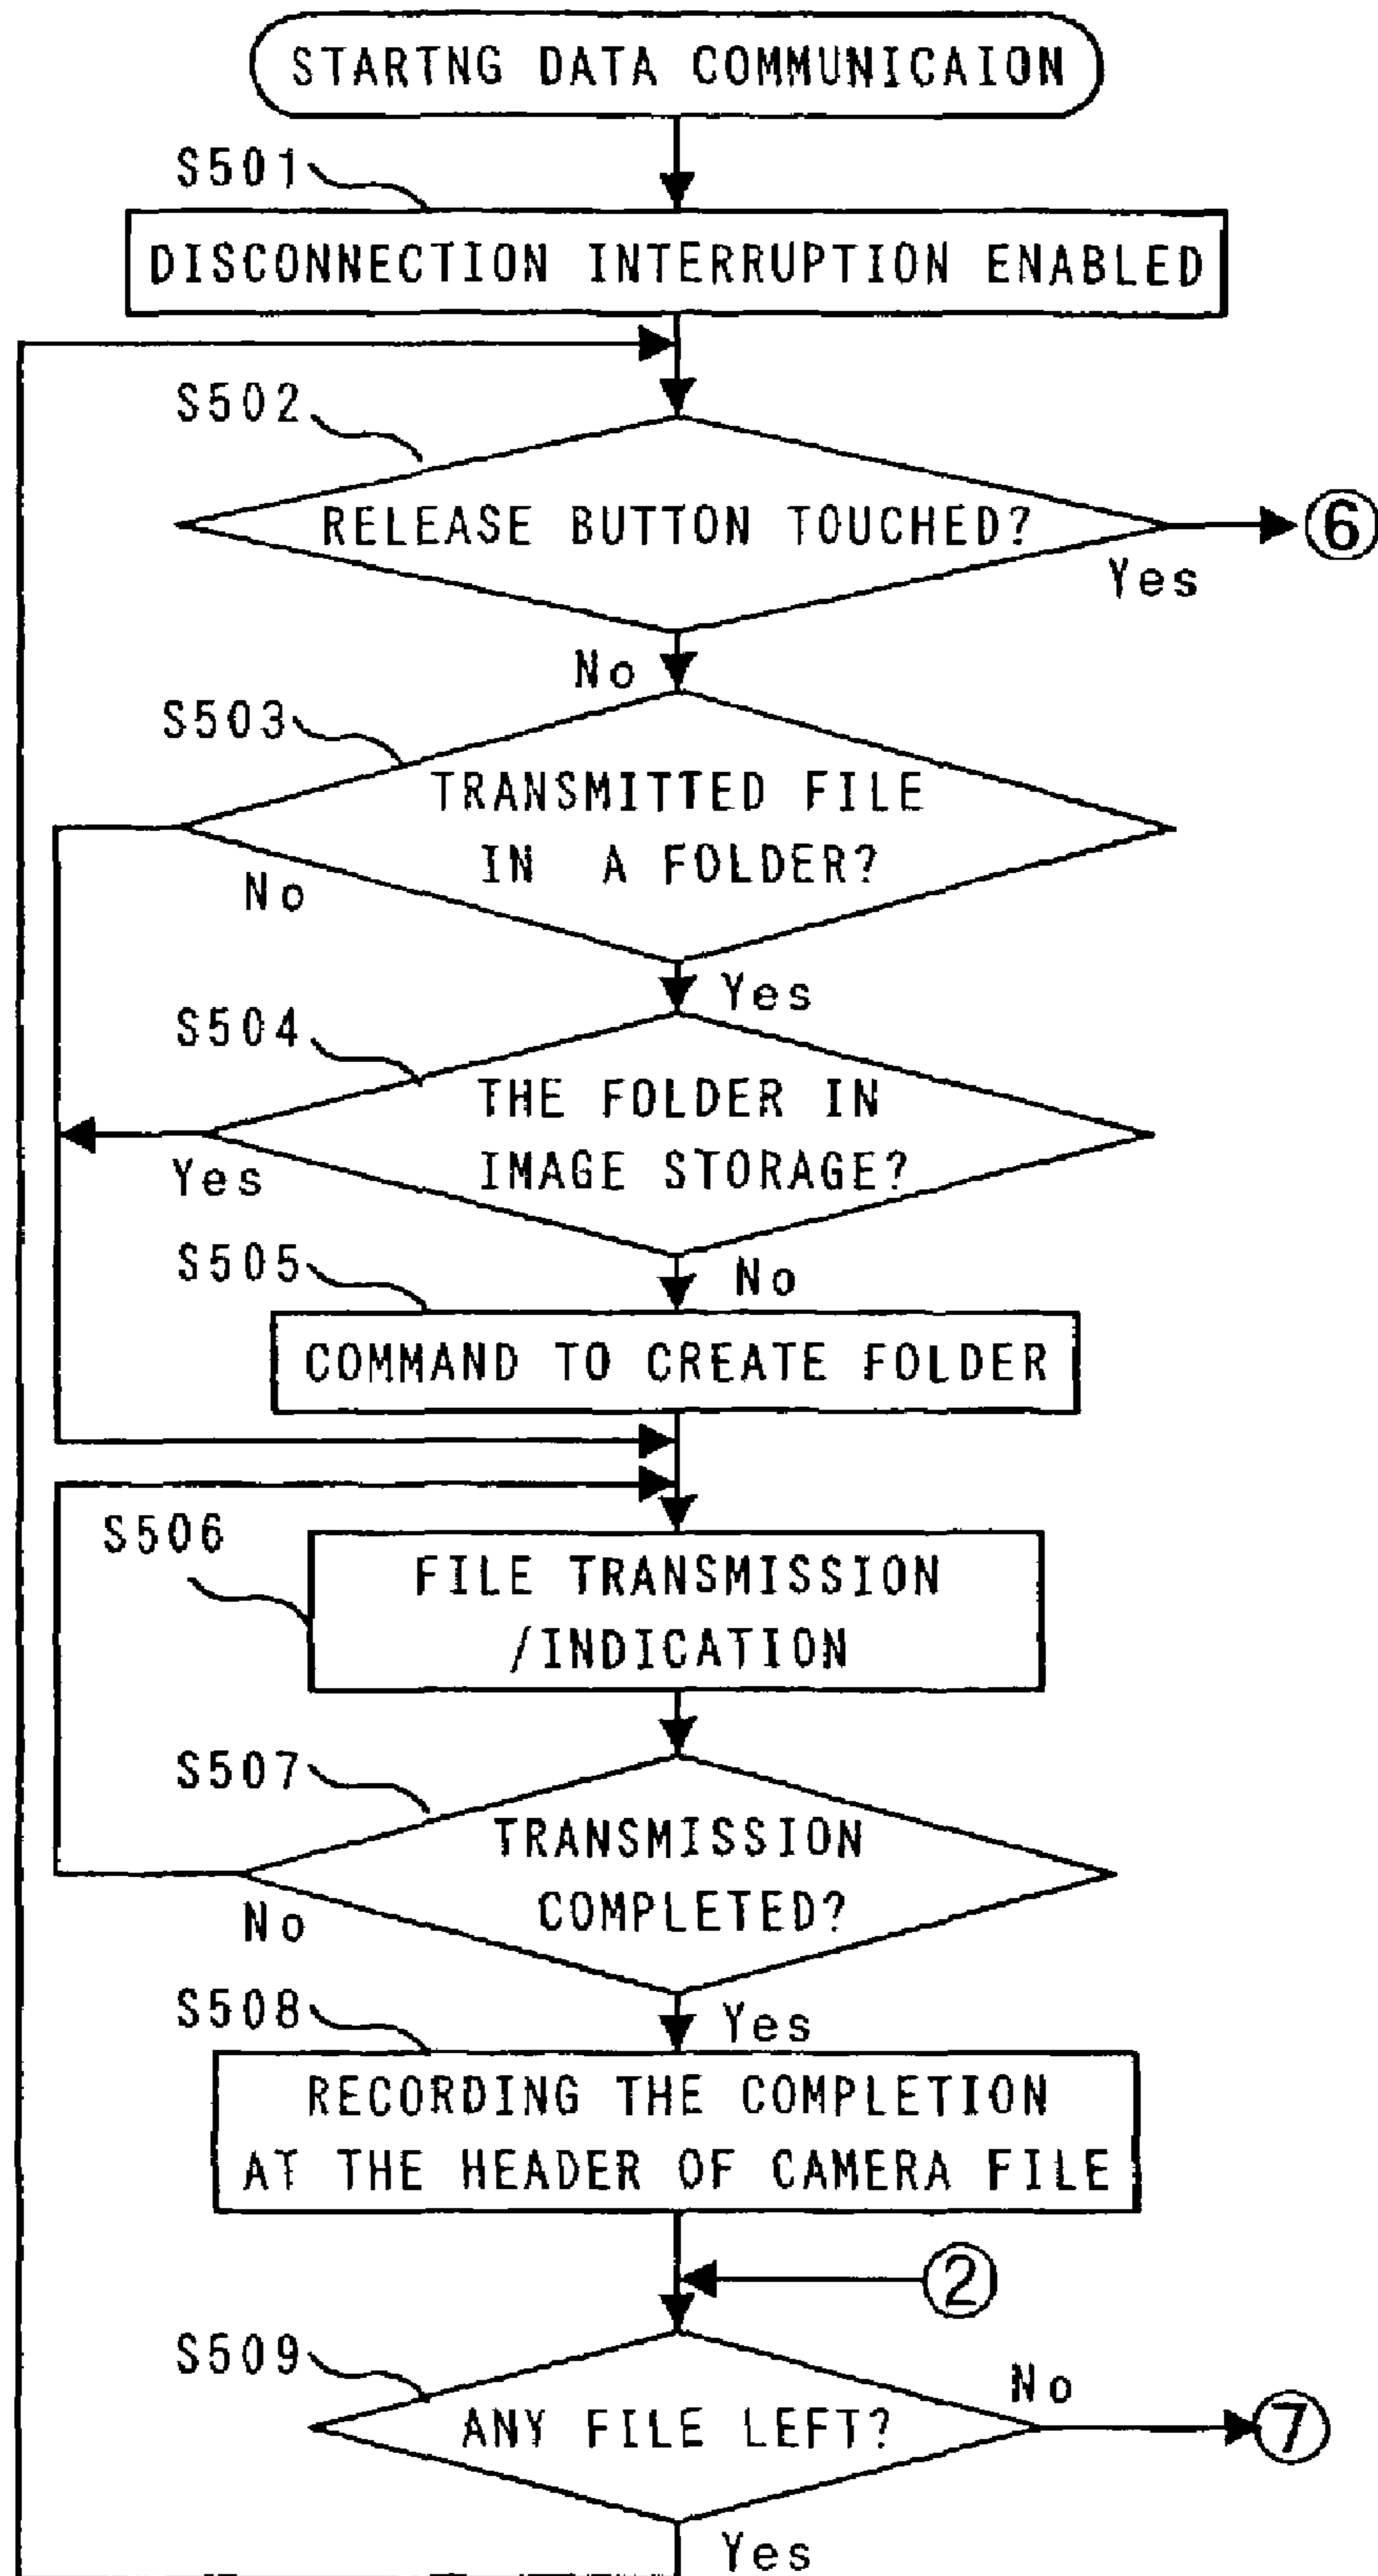 STARTNG DATA COMMUNICAION
S501
DISCONNECTION INTERRUPTION ENABLED
S502
RELEASE BUTTON TOUCHED?
⑥
Yes
No
S503
TRANSMITTED FILE
IN A FOLDER?
No
Yes
S504
THE FOLDER IN
IMAGE STORAGE?
Yes
S505
No
COMMAND TO CREATE FOLDER
S506
FILE TRANSMISSION
/INDICATION
S507
TRANSMISSION
COMPLETED?
No
S508
Yes
RECORDING THE COMPLETION
AT THE HEADER OF CAMERA FILE
②
S509
No
ANY FILE LEFT?
⑦
Yes